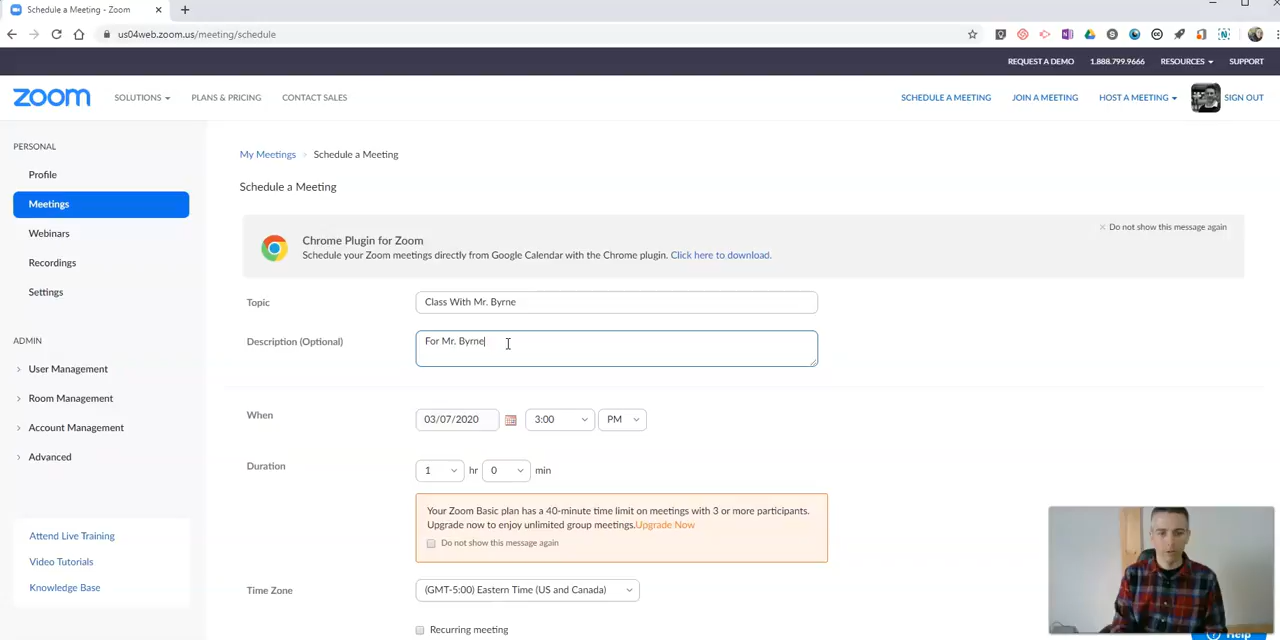 Schedule a Meeting - Zoom
us04web.zoom.us/meeting/schedule
REQUEST A DEMO 1.888.799.9666 RESOURCES SUPPORT
zoom SOLUTIONS PLANS & PRICING CONTACT SALES SCHEDULE A MEETING JOIN A MEETING HOST A MEETING SIGN OUT
PERSONAL
Profile
Meetings
Webinars
Recordings
Settings
ADMIN
User Management
Room Management
Account Management
Advanced
Attend Live Training
Video Tutorials
Knowledge Base
My Meetings > Schedule a Meeting
Schedule a Meeting
Chrome Plugin for Zoom
Schedule your Zoom meetings directly from Google Calendar with the Chrome plugin. Click here to download.
× Do not show this message again
Topic Class With Mr. Byrne
Description (Optional) For Mr. Byrne
When 03/07/2020 3:00 PM
Duration 1 hr 0 min
Your Zoom Basic plan has a 40-minute time limit on meetings with 3 or more participants.
Upgrade now to enjoy unlimited group meetings.Upgrade Now
Do not show this message again
Time Zone (GMT-5:00) Eastern Time (US and Canada)
Recurring meeting
Help